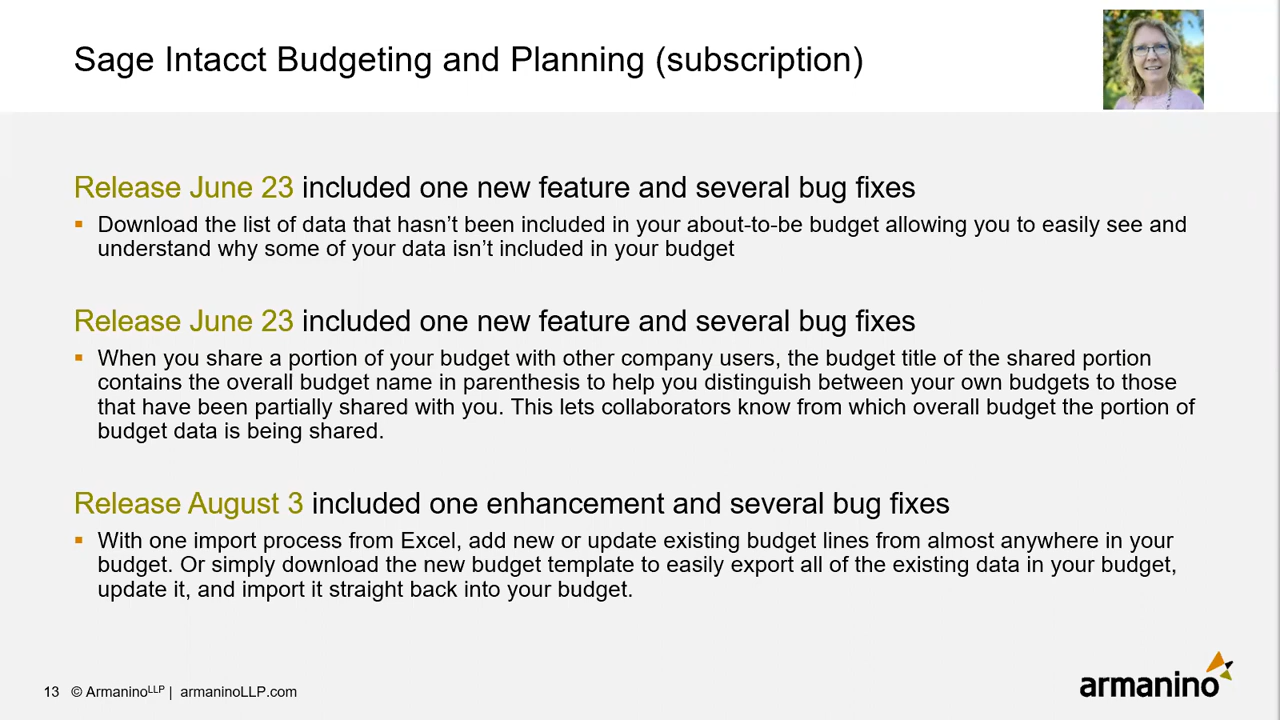 Sage Intacct Budgeting and Planning (subscription)
Release June 23 included one new feature and several bug fixes
▪ Download the list of data that hasn’t been included in your about-to-be budget allowing you to easily see and
understand why some of your data isn’t included in your budget
Release June 23 included one new feature and several bug fixes
▪ When you share a portion of your budget with other company users, the budget title of the shared portion
contains the overall budget name in parenthesis to help you distinguish between your own budgets to those
that have been partially shared with you. This lets collaborators know from which overall budget the portion of
budget data is being shared.
Release August 3 included one enhancement and several bug fixes
▪ With one import process from Excel, add new or update existing budget lines from almost anywhere in your
budget. Or simply download the new budget template to easily export all of the existing data in your budget,
update it, and import it straight back into your budget.
13 © ArmaninoLLP | armaninoLLP.com
armanino